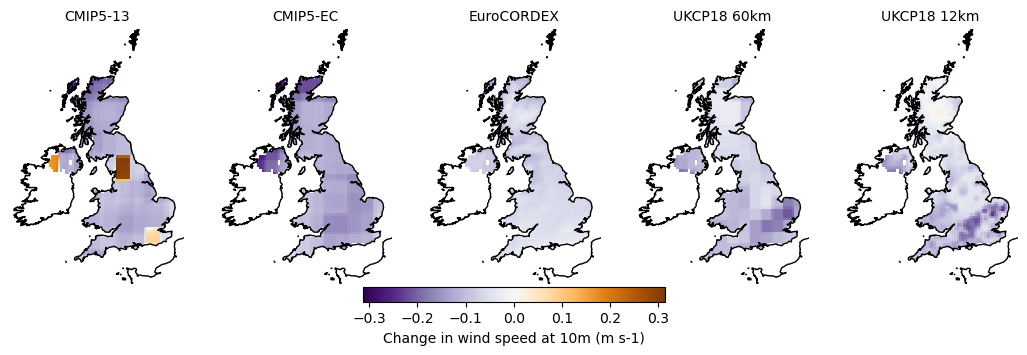 CMIP5-13 CMIP5-EC EuroCORDEX UKCP18 60km UKCP18 12km
−0.3 −0.2 −0.1 0.0 0.1 0.2 0.3
Change in wind speed at 10m (m s-1)